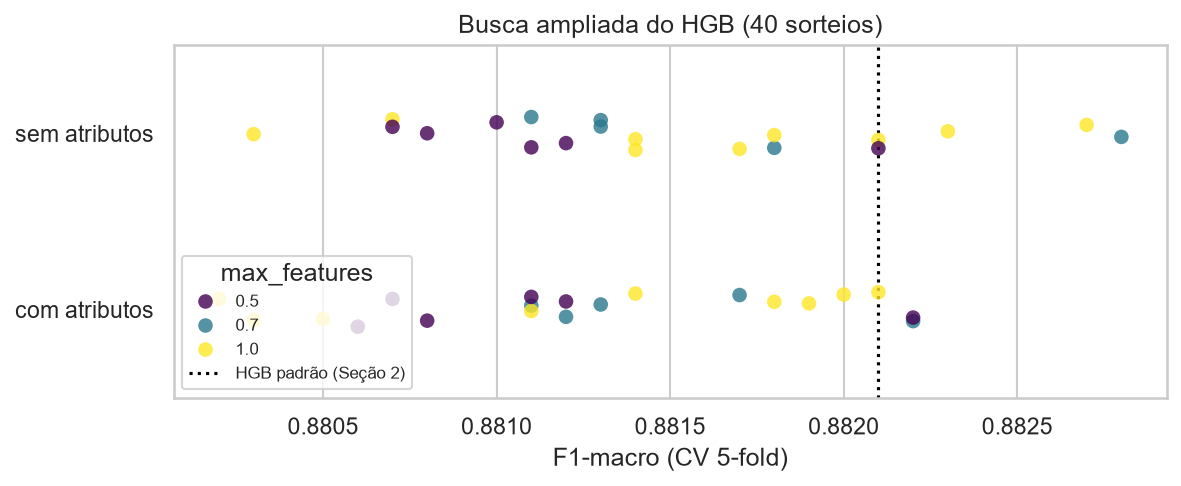 Busca ampliada do HGB (40 sorteios)
sem atributos
com atributos
max_features
0.5
0.7
1.0
HGB padrão (Seção 2)
0.8805 0.8810 0.8815 0.8820 0.8825
F1-macro (CV 5-fold)